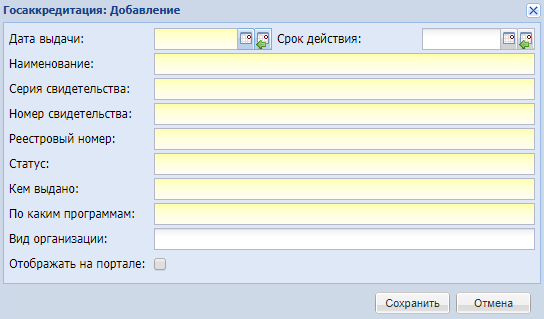 Госаккредитация: Добавление
Дата выдачи: Срок действия:
Наименование:
Серия свидетельства:
Номер свидетельства:
Реестровый номер:
Статус:
Кем выдано:
По каким программам:
Вид организации:
Отображать на портале:
Сохранить Отмена